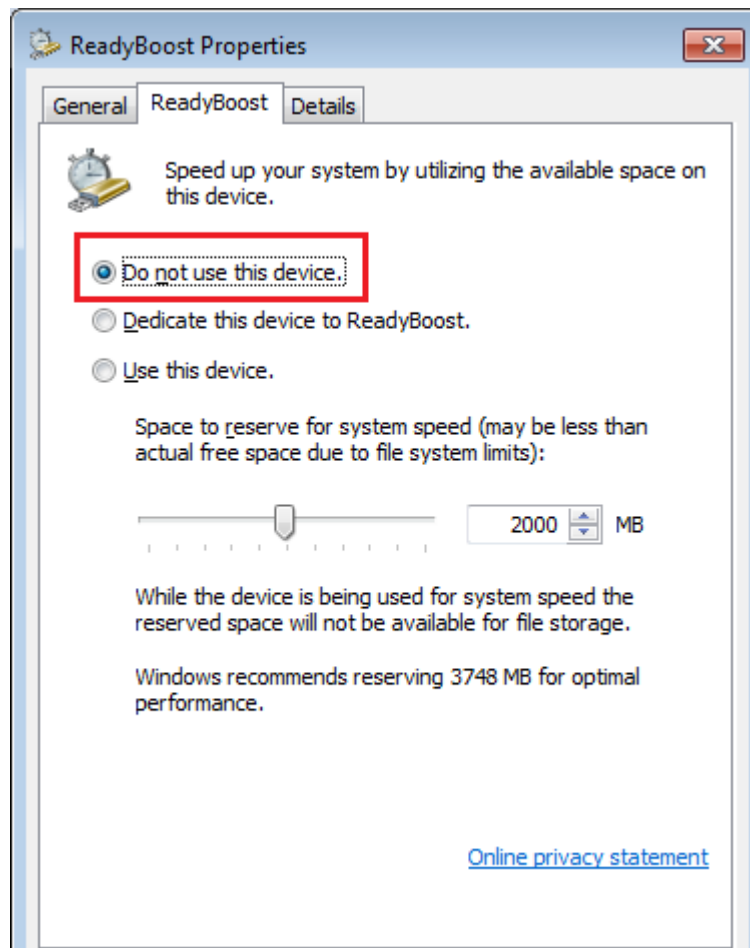 ReadyBoost Properties
General
ReadyBoost
Details
Speed up your system by utilizing the available space on
this device.
Do not use this device.
Dedicate this device to ReadyBoost.
Use this device.
Space to reserve for system speed (may be less than
actual free space due to file system limits):
2000 MB
While the device is being used for system speed the
reserved space will not be available for file storage.
Windows recommends reserving 3748 MB for optimal
performance.
Online privacy statement